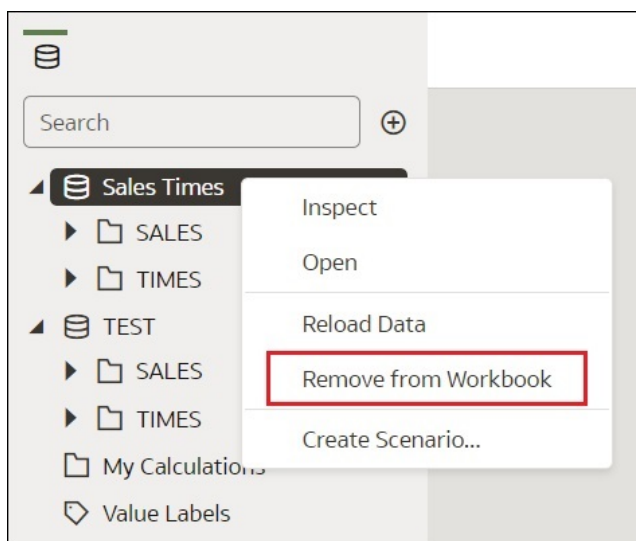 Search
Sales Times
SALES
TIMES
TEST
SALES
TIMES
My Calculations
Value Labels
Inspect
Open
Reload Data
Remove from Workbook
Create Scenario...